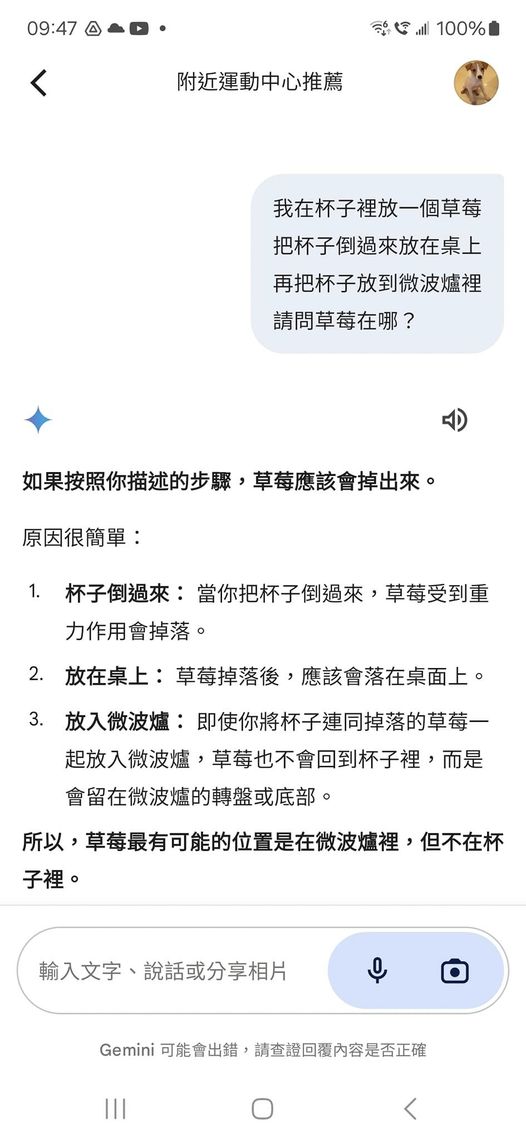 09:47
100%
附近運動中心推薦
我在杯子裡放一個草莓
把杯子倒過來放在桌上
再把杯子放到微波爐裡
請問草莓在哪？
如果按照你描述的步驟，草莓應該會掉出來。
原因很簡單：
1. 杯子倒過來： 當你把杯子倒過來，草莓受到重
力作用會掉落。
2. 放在桌上： 草莓掉落後，應該會落在桌面上。
3. 放入微波爐： 即使你將杯子連同掉落的草莓一
起放入微波爐，草莓也不會回到杯子裡，而是
會留在微波爐的轉盤或底部。
所以，草莓最有可能的位置是在微波爐裡，但不在杯
子裡。
輸入文字、說話或分享相片
Gemini 可能會出錯，請查證回覆內容是否正確